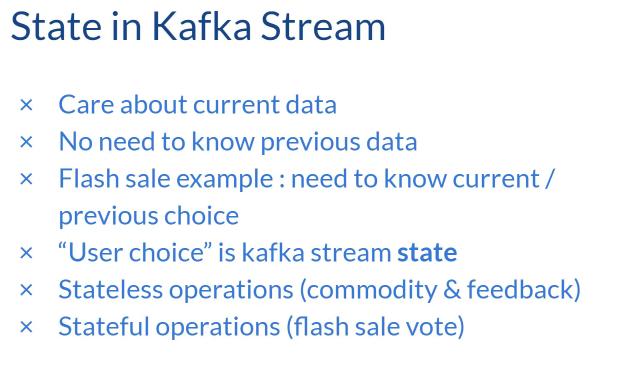 State in Kafka Stream
× Care about current data
× No need to know previous data
× Flash sale example : need to know current /
previous choice
× “User choice” is kafka stream state
× Stateless operations (commodity & feedback)
× Stateful operations (flash sale vote)